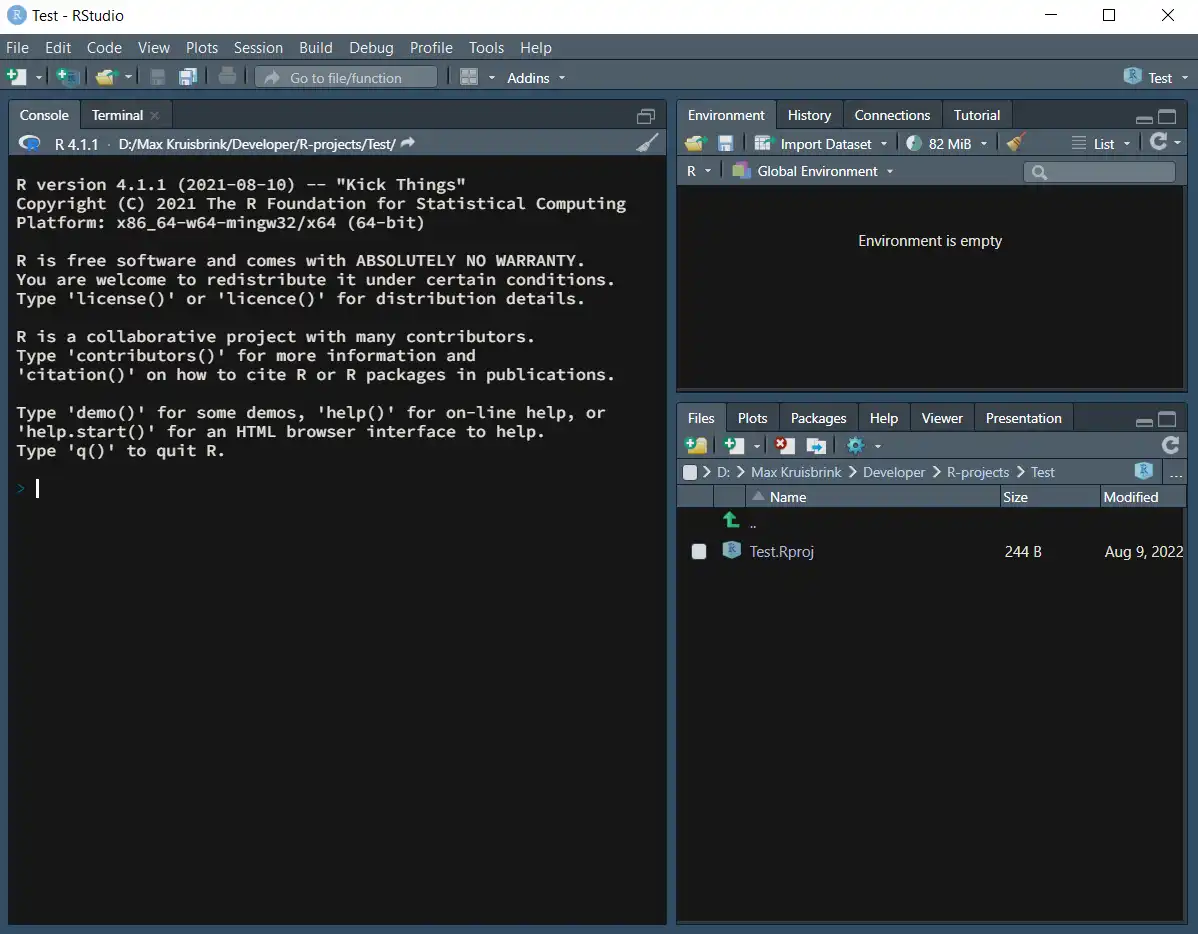 Test - RStudio
File Edit Code View Plots Session Build Debug Profile Tools Help
Go to file/function Addins Test
Console Terminal
R 4.1.1 · D:/Max Kruisbrink/Developer/R-projects/Test/
R version 4.1.1 (2021-08-10) -- "Kick Things"
Copyright (C) 2021 The R Foundation for Statistical Computing
Platform: x86_64-w64-mingw32/x64 (64-bit)
R is free software and comes with ABSOLUTELY NO WARRANTY.
You are welcome to redistribute it under certain conditions.
Type 'license()' or 'licence()' for distribution details.
R is a collaborative project with many contributors.
Type 'contributors()' for more information and
'citation()' on how to cite R or R packages in publications.
Type 'demo()' for some demos, 'help()' for on-line help, or
'help.start()' for an HTML browser interface to help.
Type 'q()' to quit R.
>
Environment History Connections Tutorial
Import Dataset 82 MiB List
R Global Environment
Environment is empty
Files Plots Packages Help Viewer Presentation
D: Max Kruisbrink Developer R-projects Test ...
Name Size Modified
..
Test.Rproj 244 B Aug 9, 2022